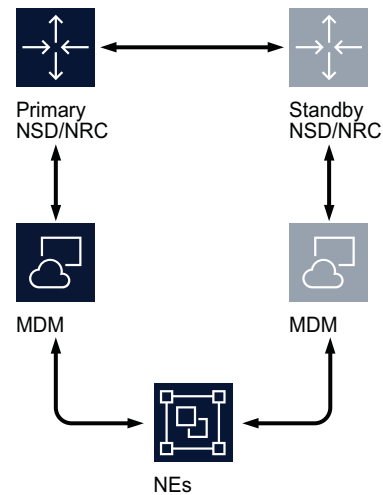 Primary
NSD/NRC
Standby
NSD/NRC
MDM
MDM
NEs